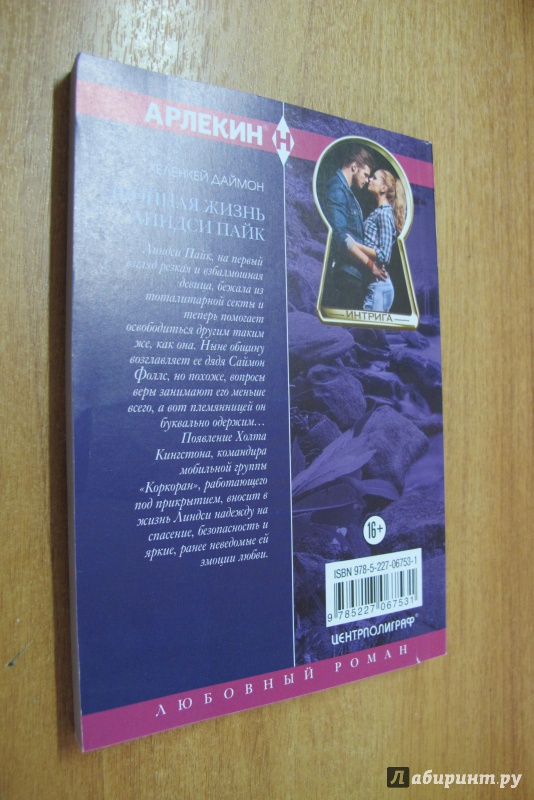 АРЛЕКИН H
ХЕЛЕНКЕЙ ДАЙМОН
ЖИЗНЬ
ЛИНДСИ ПАЙК
Линдси Пайк, на первый
взгляд резкая и взбалмошная
девица, бежала из
тоталитарной секты и
теперь помогает
освободиться другим таким
же, как она. Ныне общину
возглавляет ее дядя Саймон
Фоллс, но похоже, вопросы
веры занимают его меньше
всего, а вот племянницей он
буквально одержим...
Появление Холта
Кингстона, командира
мобильной группы
«Коркоран», работающего
под прикрытием, вносит в
жизнь Линдси надежду на
спасение, безопасность и
яркие, ранее неведомые ей
эмоции любви.
ИНТРИГА
16+
ISBN 978-5-227-06753-1
9 785227 067531
ЦЕНТРПОЛИГРАФ®
ЛЮБОВНЫЙ РОМАН
Лабиринт.ру